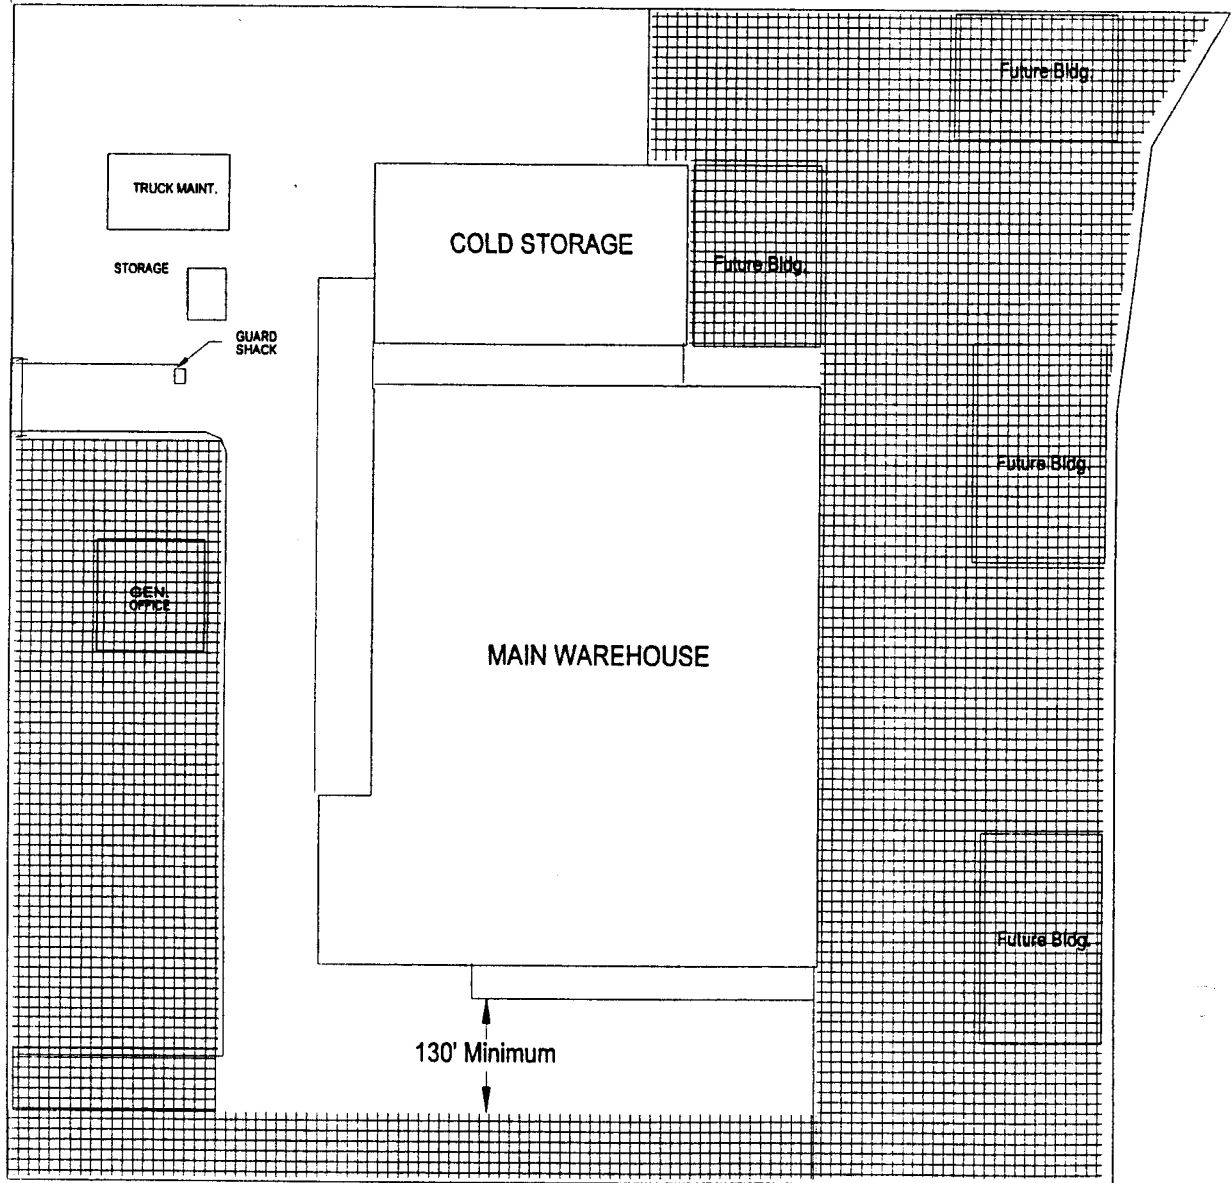 Future Bldg.
TRUCK MAINT.
COLD STORAGE
Future Bldg.
STORAGE
GUARD
SHACK
Future Bldg.
GEN.
OFFICE
MAIN WAREHOUSE
Future Bldg.
130' Minimum